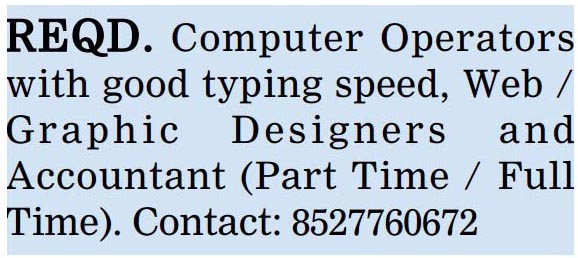 REQD. Computer Operators
with good typing speed, Web /
Graphic Designers and
Accountant (Part Time / Full
Time). Contact: 8527760672